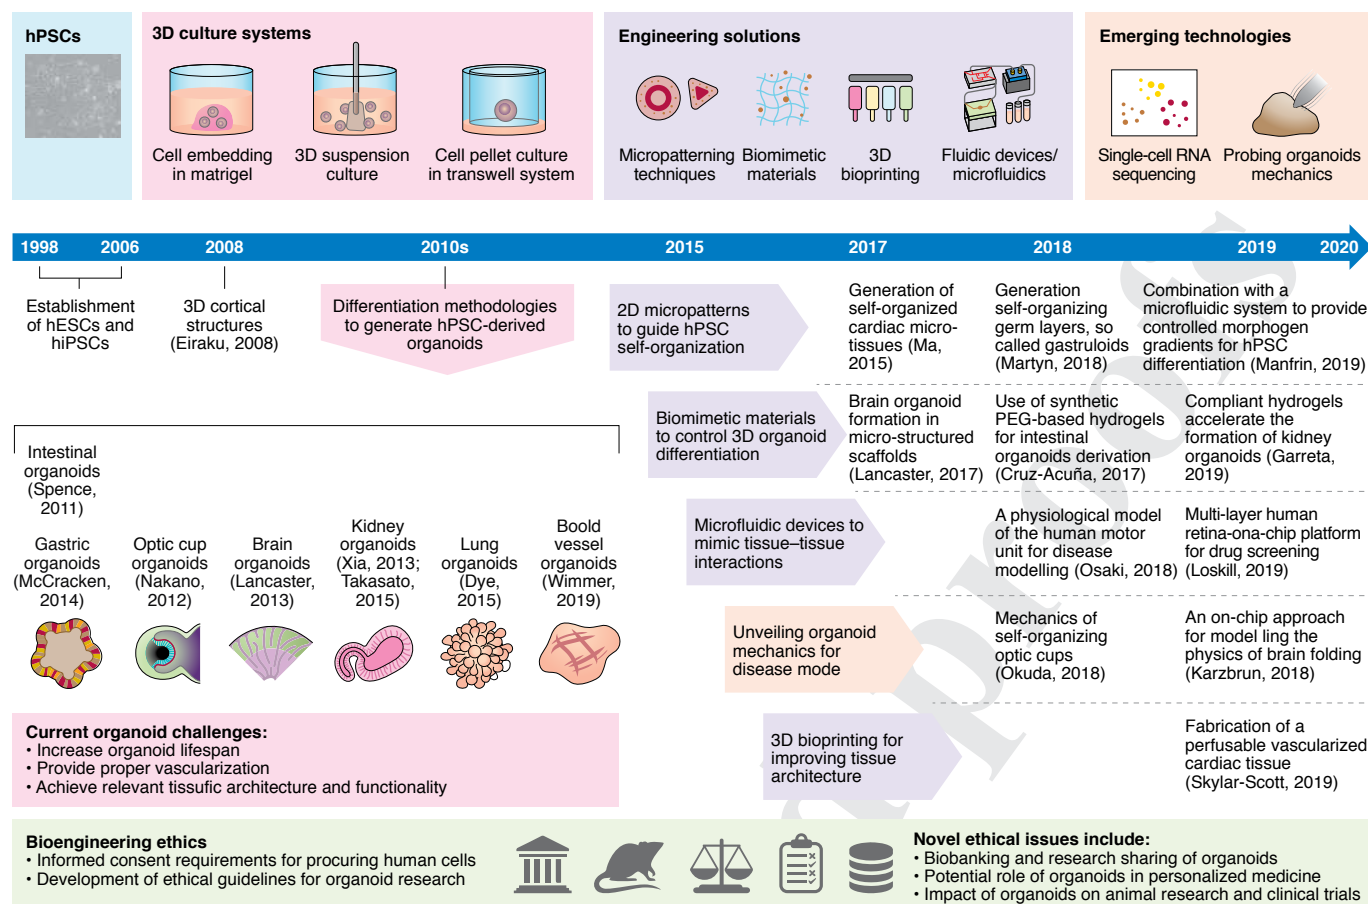 hPSCs
3D culture systems
Cell embedding
in matrigel
3D suspension
culture
Cell pellet culture
in transwell system
Engineering solutions
Micropatterning
techniques
Biomimetic
materials
3D
bioprinting
Fluidic devices/
microfluidics
Emerging technologies
Single-cell RNA
sequencing
Probing organoids
mechanics
1998
2006
2008
2010s
2015
2017
2018
2019
2020
Establishment
of hESCs and
hiPSCs
3D cortical
structures
(Eiraku, 2008)
Differentiation methodologies
to generate hPSC-derived
organoids
2D micropatterns
to guide hPSC
self-organization
Generation of
self-organized
cardiac micro-
tissues (Ma,
2015)
Generation
self-organizing
germ layers, so
called gastruloids
(Martyn, 2018)
Combination with a
microfluidic system to provide
controlled morphogen
gradients for hPSC
differentiation (Manfrin, 2019)
Biomimetic materials
to control 3D organoid
differentiation
Brain organoid
formation in
micro-structured
scaffolds
(Lancaster, 2017)
Use of synthetic
PEG-based hydrogels
for intestinal
organoids derivation
(Cruz-Acuña, 2017)
Compliant hydrogels
accelerate the
formation of kidney
organoids (Garreta,
2019)
Intestinal
organoids
(Spence,
2011)
Gastric
organoids
(McCracken,
2014)
Optic cup
organoids
(Nakano,
2012)
Brain
organoids
(Lancaster,
2013)
Kidney
organoids
(Xia, 2013;
Takasato,
2015)
Lung
organoids
(Dye,
2015)
Boold
vessel
organoids
(Wimmer,
2019)
Microfluidic devices to
mimic tissue–tissue
interactions
A physiological model
of the human motor
unit for disease
modelling (Osaki, 2018)
Multi-layer human
retina-ona-chip platform
for drug screening
(Loskill, 2019)
Unveiling organoid
mechanics for
disease mode
Mechanics of
self-organizing
optic cups
(Okuda, 2018)
An on-chip approach
for model ling the
physics of brain folding
(Karzbrun, 2018)
3D bioprinting for
improving tissue
architecture
Fabrication of a
perfusable vascularized
cardiac tissue
(Skylar-Scott, 2019)
Current organoid challenges:
• Increase organoid lifespan
• Provide proper vascularization
• Achieve relevant tissufic architecture and functionality
Bioengineering ethics
• Informed consent requirements for procuring human cells
• Development of ethical guidelines for organoid research
Novel ethical issues include:
• Biobanking and research sharing of organoids
• Potential role of organoids in personalized medicine
• Impact of organoids on animal research and clinical trials
proofs